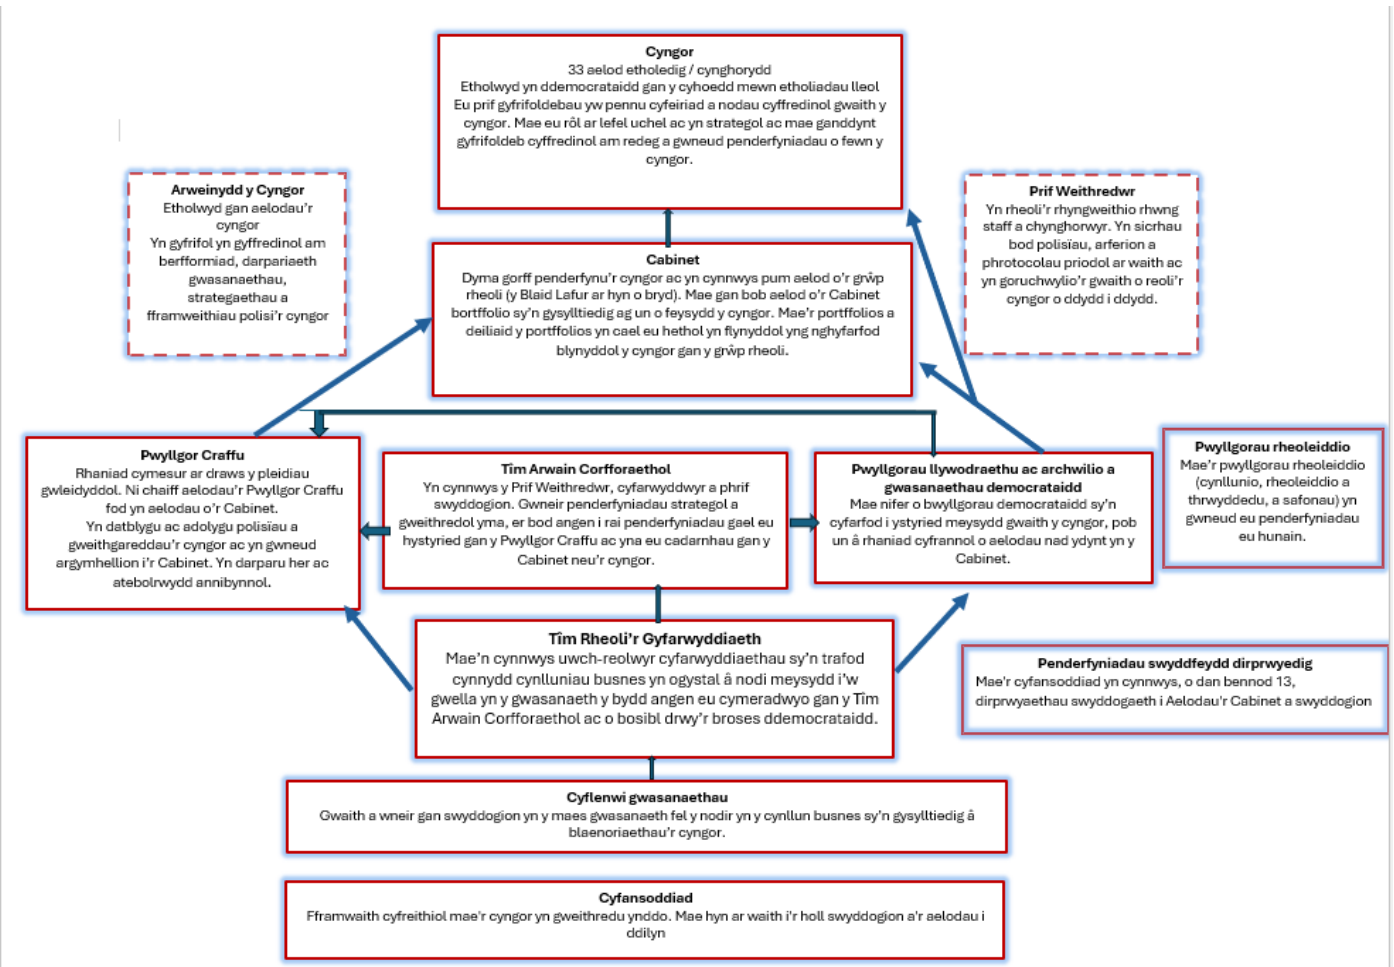 Cyngor
33 aelod etholedig / cynghorydd
Etholwyd yn ddemocrataidd gan y cyhoedd mewn etholiadau lleol
Eu prif gyfrifoldebau yw pennu cyfeiriad a nodau cyffredinol gwaith y
cyngor. Mae eu rôl ar lefel uchel ac yn strategol ac mae ganddynt
gyfrifoldeb cyffredinol am redeg a gwneud penderfyniadau o fewn y
cyngor.
Arweinydd y Cyngor
Etholwyd gan aelodau'r
cyngor
Yn gyfrifol yn gyffredinol am
berfformiad, darpariaeth
gwasanaethau,
strategaethau a
fframweithiau polisi'r cyngor
Prif Weithredwr
Yn rheoli'r rhyngweithio rhwng
staff a chynghorwyr. Yn sicrhau
bod polisïau, arferion a
phrotocolau priodol ar waith ac
yn goruchwylio'r gwaith o reoli'r
cyngor o ddydd i ddydd.
Cabinet
Dyma gorff penderfynu'r cyngor ac yn cynnwys pum aelod o'r grŵp
rheoli (y Blaid Lafur ar hyn o bryd). Mae gan bob aelod o'r Cabinet
bortffolio sy'n gysylltiedig ag un o feysydd y cyngor. Mae'r portffolios a
deiliaid y portffolios yn cael eu hethol yn flynyddol yng nghyfarfod
blynyddol y cyngor gan y grŵp rheoli.
Pwyllgor Craffu
Rhaniad cymesur ar draws y pleidiau
gwleidyddol. Ni chaiff aelodau'r Pwyllgor Craffu
fod yn aelodau o'r Cabinet.
Yn datblygu ac adolygu polisïau a
gweithgareddau'r cyngor ac yn gwneud
argymhellion i'r Cabinet. Yn darparu her ac
atebolrwydd annibynnol.
Tîm Arwain Corfforaethol
Yn cynnwys y Prif Weithredwr, cyfarwyddwyr a phrif
swyddogion. Gwneir penderfyniadau strategol a
gweithredol yma, er bod angen i rai penderfyniadau gael eu
hystyried gan y Pwyllgor Craffu ac yna eu cadarnhau gan y
Cabinet neu'r cyngor.
Pwyllgorau llywodraethu ac archwilio a
gwasanaethau democrataidd
Mae nifer o bwyllgorau democrataidd sy'n
cyfarfod i ystyried meysydd gwaith y cyngor, pob
un â rhaniad cyfrannol o aelodau nad ydynt yn y
Cabinet.
Pwyllgorau rheoleiddio
Mae'r pwyllgorau rheoleiddio
(cynllunio, rheoleiddio a
thrwyddedu, a safonau) yn
gwneud eu penderfyniadau
eu hunain.
Tîm Rheoli'r Gyfarwyddiaeth
Mae'n cynnwys uwch-reolwyr cyfarwyddiaethau sy'n trafod
cynnydd cynlluniau busnes yn ogystal â nodi meysydd i'w
gwella yn y gwasanaeth y bydd angen eu cymeradwyo gan y Tîm
Arwain Corfforaethol ac o bosibl drwy'r broses ddemocrataidd.
Penderfyniadau swyddfeydd dirprwyedig
Mae'r cyfansoddiad yn cynnwys, o dan bennod 13,
dirprwyaethau swyddogaeth i Aelodau'r Cabinet a swyddogion
Cyflenwi gwasanaethau
Gwaith a wneir gan swyddogion yn y maes gwasanaeth fel y nodir yn y cynllun busnes sy'n gysylltiedig â
blaenoriaethau'r cyngor.
Cyfansoddiad
Fframwaith cyfreithiol mae'r cyngor yn gweithredu ynddo. Mae hyn ar waith i'r holl swyddogion a'r aelodau i
ddilyn